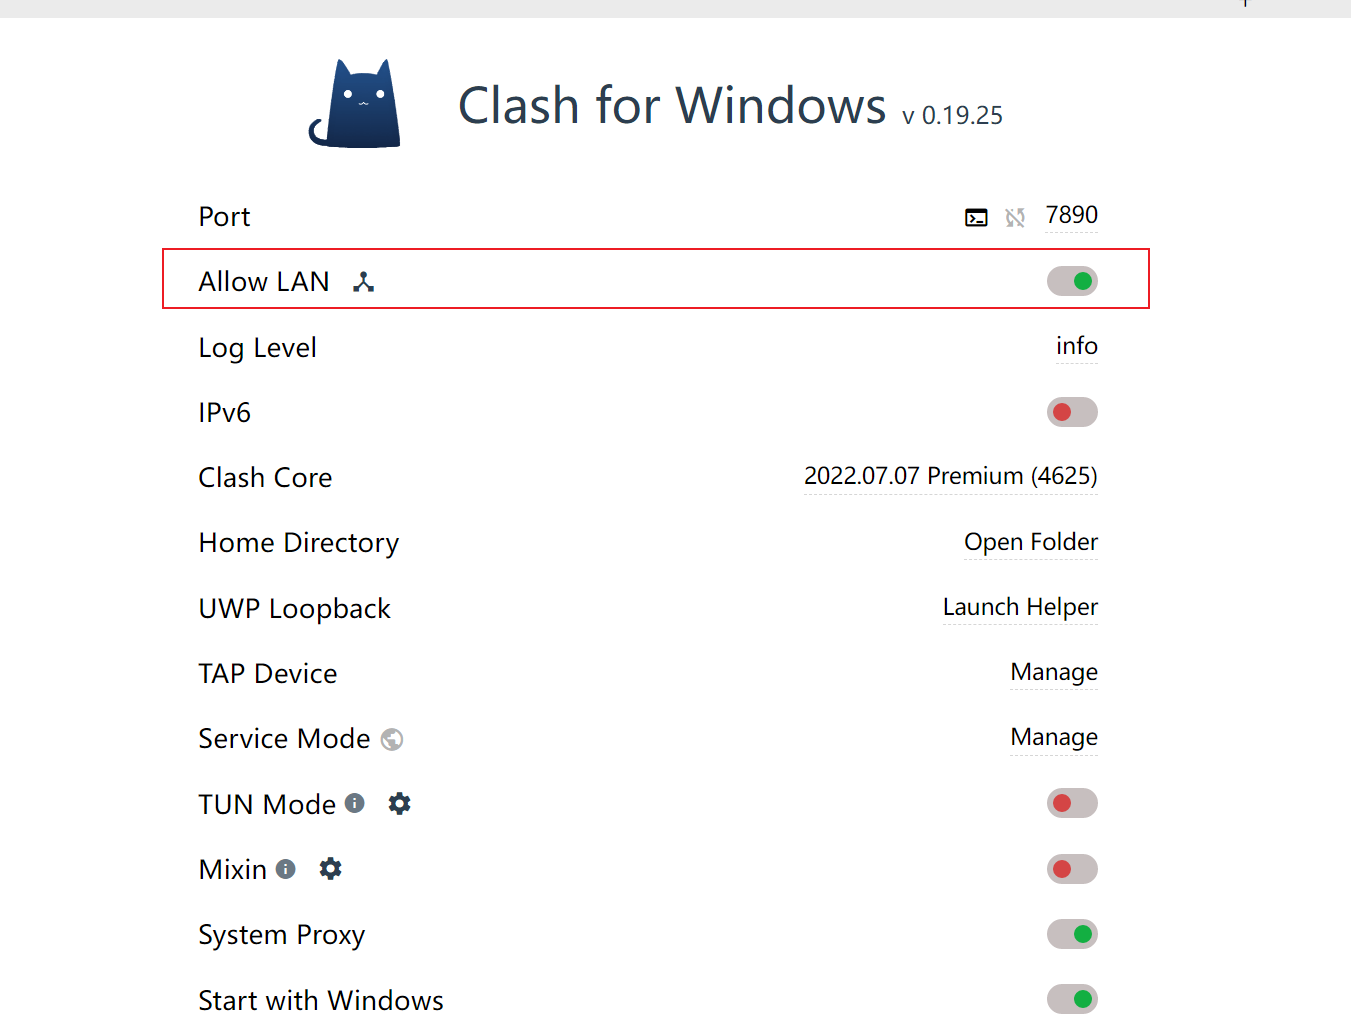 Clash for Windows v 0.19.25
Port 7890
Allow LAN
Log Level info
IPv6
Clash Core 2022.07.07 Premium (4625)
Home Directory Open Folder
UWP Loopback Launch Helper
TAP Device Manage
Service Mode Manage
TUN Mode
Mixin
System Proxy
Start with Windows